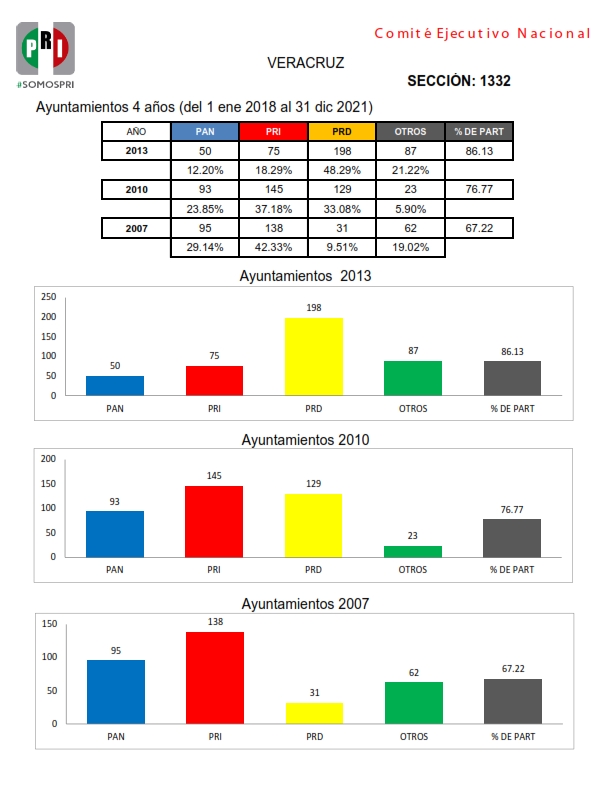 Comité Ejecutivo Nacional
PRI
#SOMOSPRI
VERACRUZ
SECCIÓN: 1332
Ayuntamientos 4 años (del 1 ene 2018 al 31 dic 2021)
AÑO PAN PRI PRD OTROS % DE PART
2013 50 75 198 87 86.13
12.20% 18.29% 48.29% 21.22%
2010 93 145 129 23 76.77
23.85% 37.18% 33.08% 5.90%
2007 95 138 31 62 67.22
29.14% 42.33% 9.51% 19.02%
Ayuntamientos 2013
250
200
150
100
50
0
50 75 198 87 86.13
PAN PRI PRD OTROS % DE PART
Ayuntamientos 2010
200
150
100
50
0
93 145 129 23 76.77
PAN PRI PRD OTROS % DE PART
Ayuntamientos 2007
150
100
50
0
95 138 31 62 67.22
PAN PRI PRD OTROS % DE PART